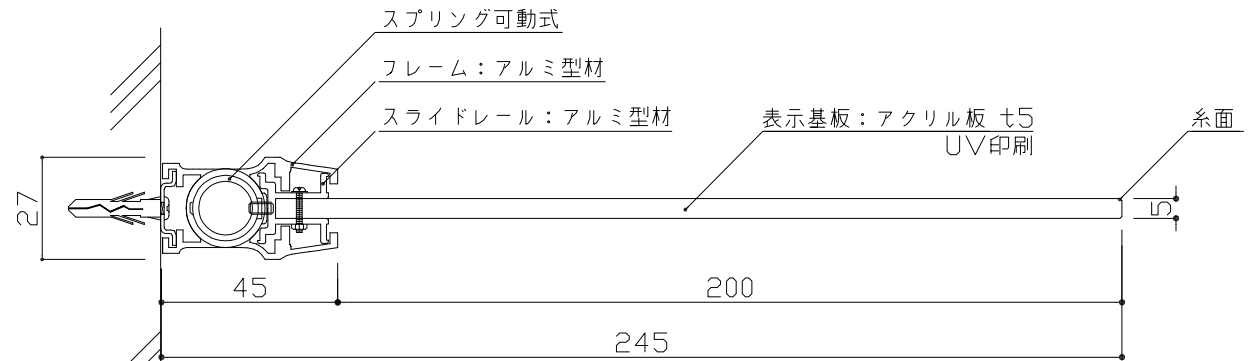 スプリング可動式
フレーム：アルミ型材
スライドレール：アルミ型材
表示基板：アクリル板 t5
UV印刷
糸面
27
5
45
200
245